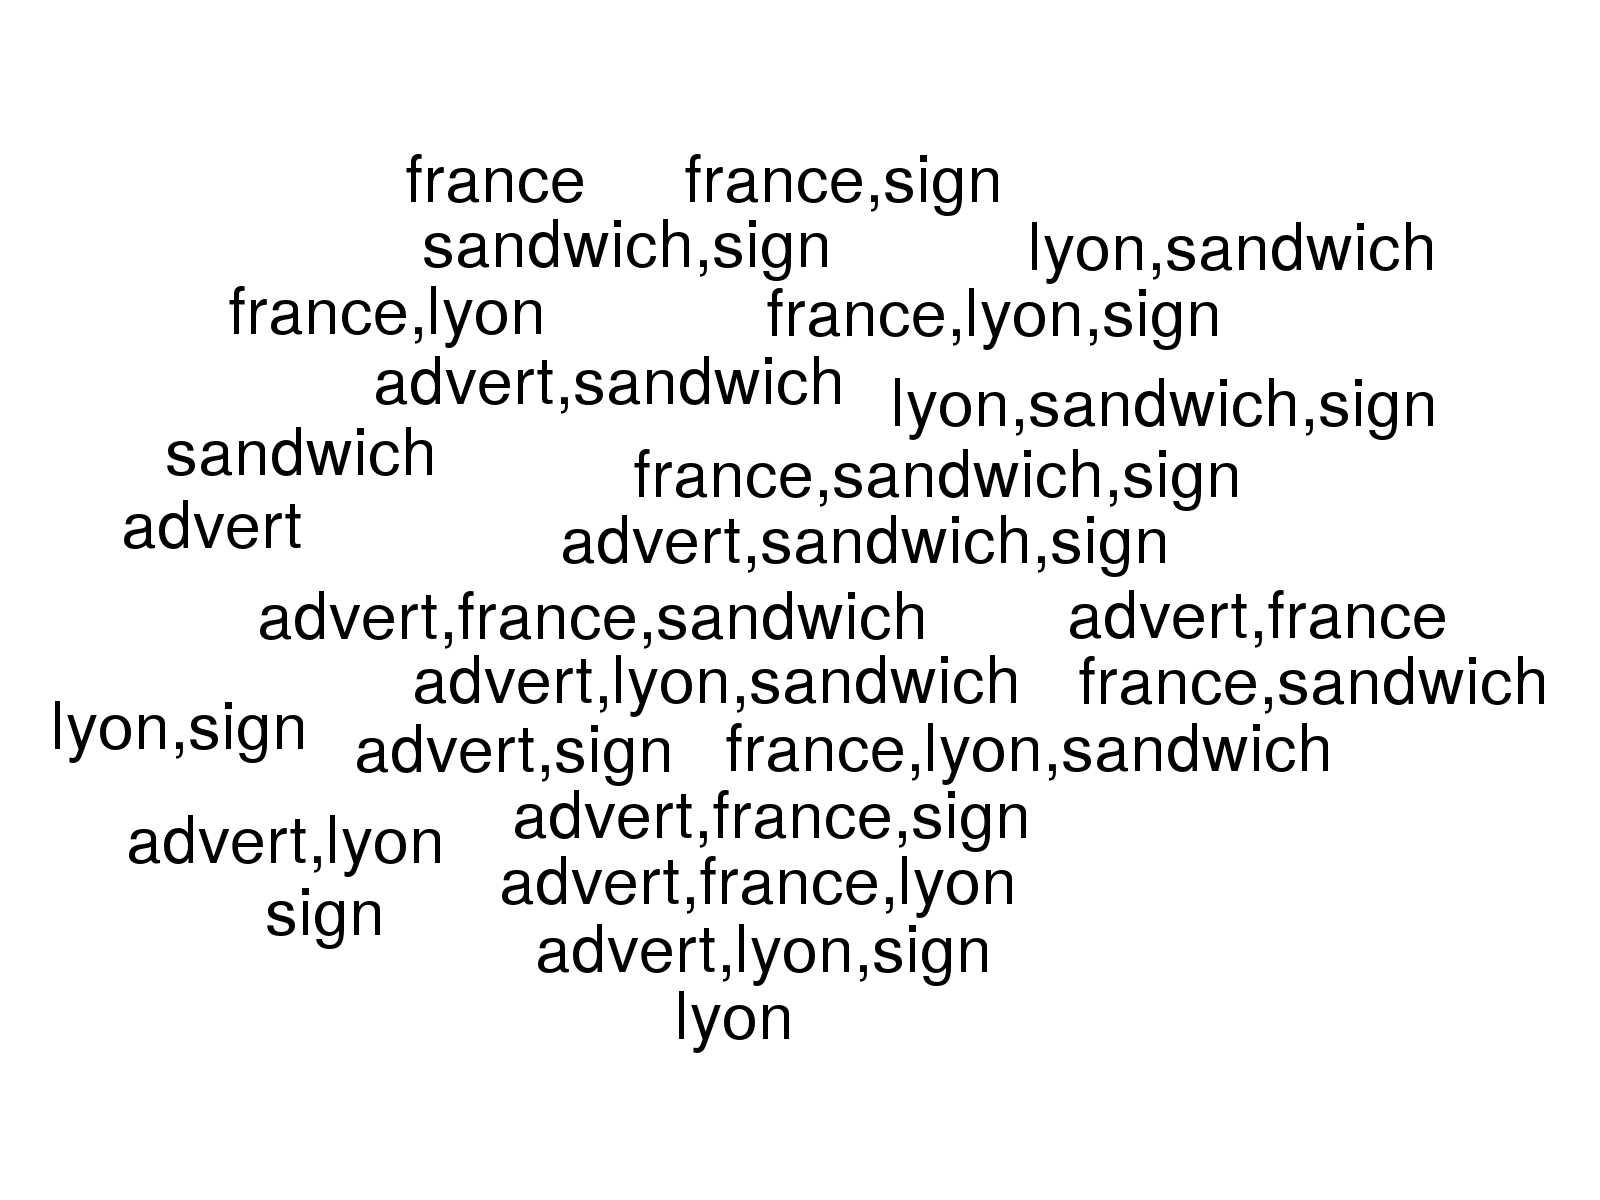 france france,sign
sandwich,sign lyon,sandwich
france,lyon france,lyon,sign
advert,sandwich lyon,sandwich,sign
sandwich france,sandwich,sign
advert advert,sandwich,sign
advert,france,sandwich advert,france
advert,lyon,sandwich france,sandwich
lyon,sign advert,sign france,lyon,sandwich
advert,france,sign
advert,lyon advert,france,lyon
sign advert,lyon,sign
lyon